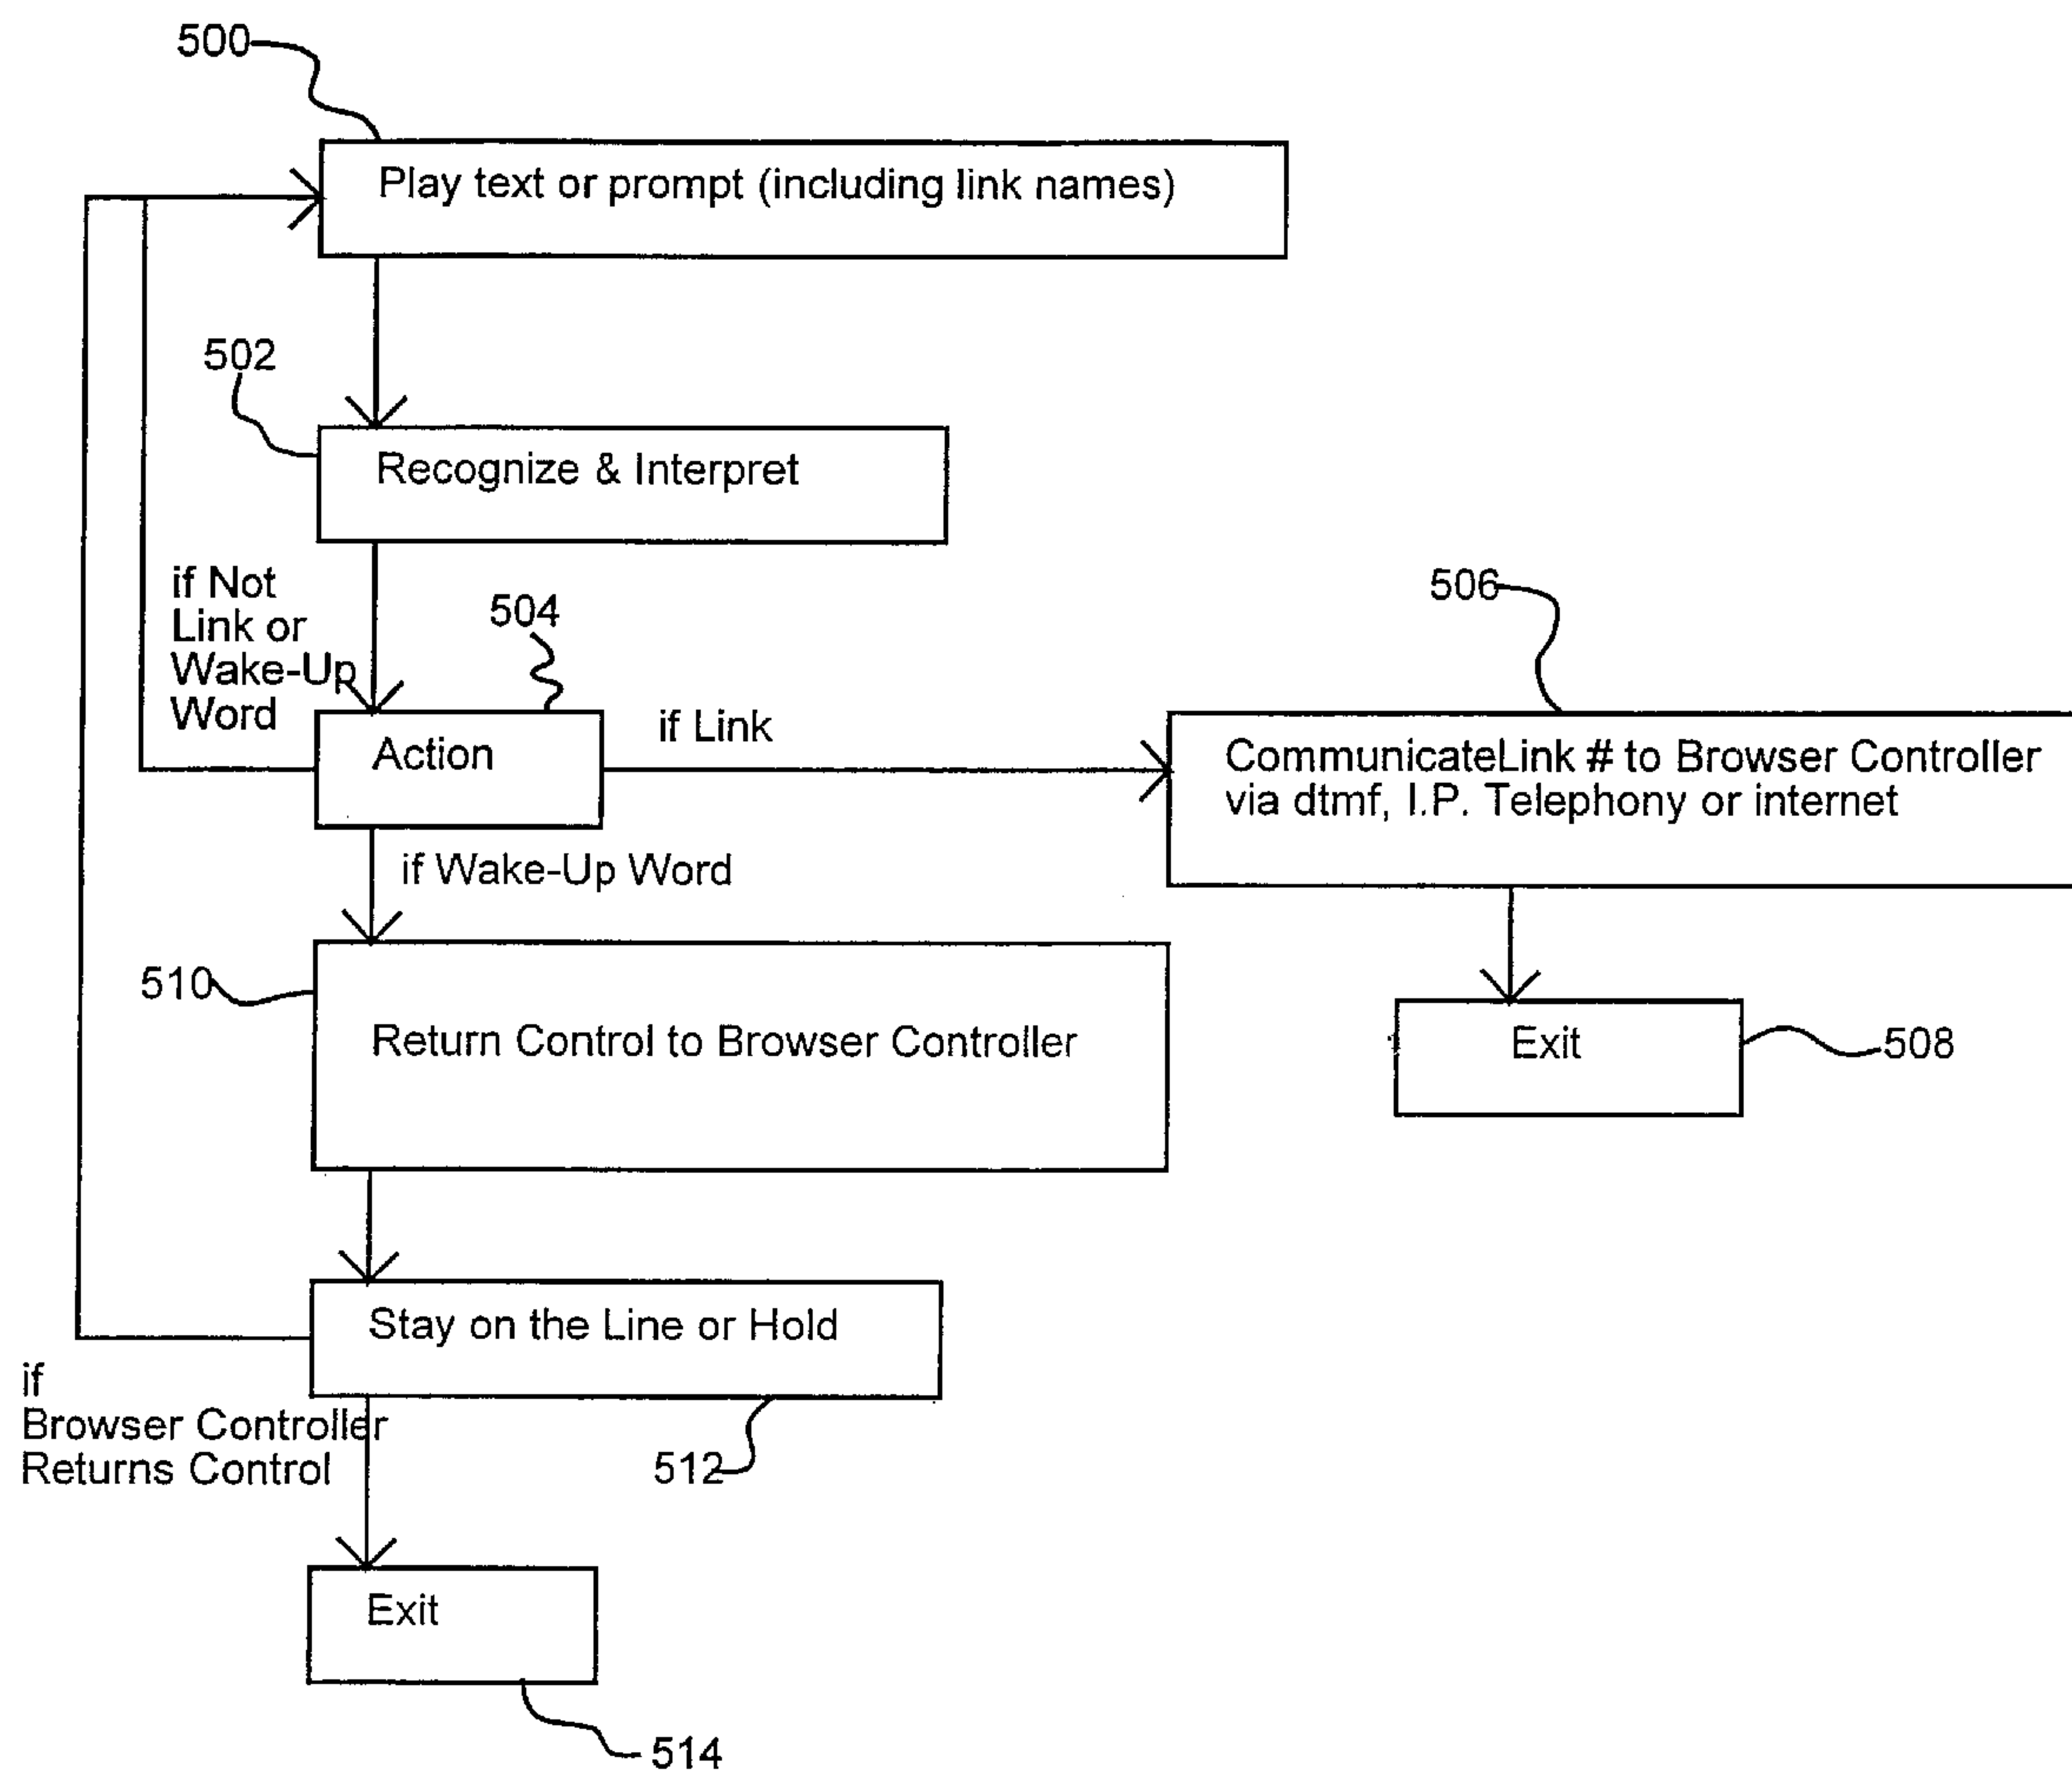 500
Play text or prompt (including link names)
502
Recognize & Interpret
if Not
Link or
Wake-Up
Word
504
Action
if Link
506
CommunicateLink # to Browser Controller
via dtmf, I.P. Telephony or internet
if Wake-Up Word
510
Return Control to Browser Controller
Exit
508
Stay on the Line or Hold
if
Browser Controller
Returns Control
512
Exit
514